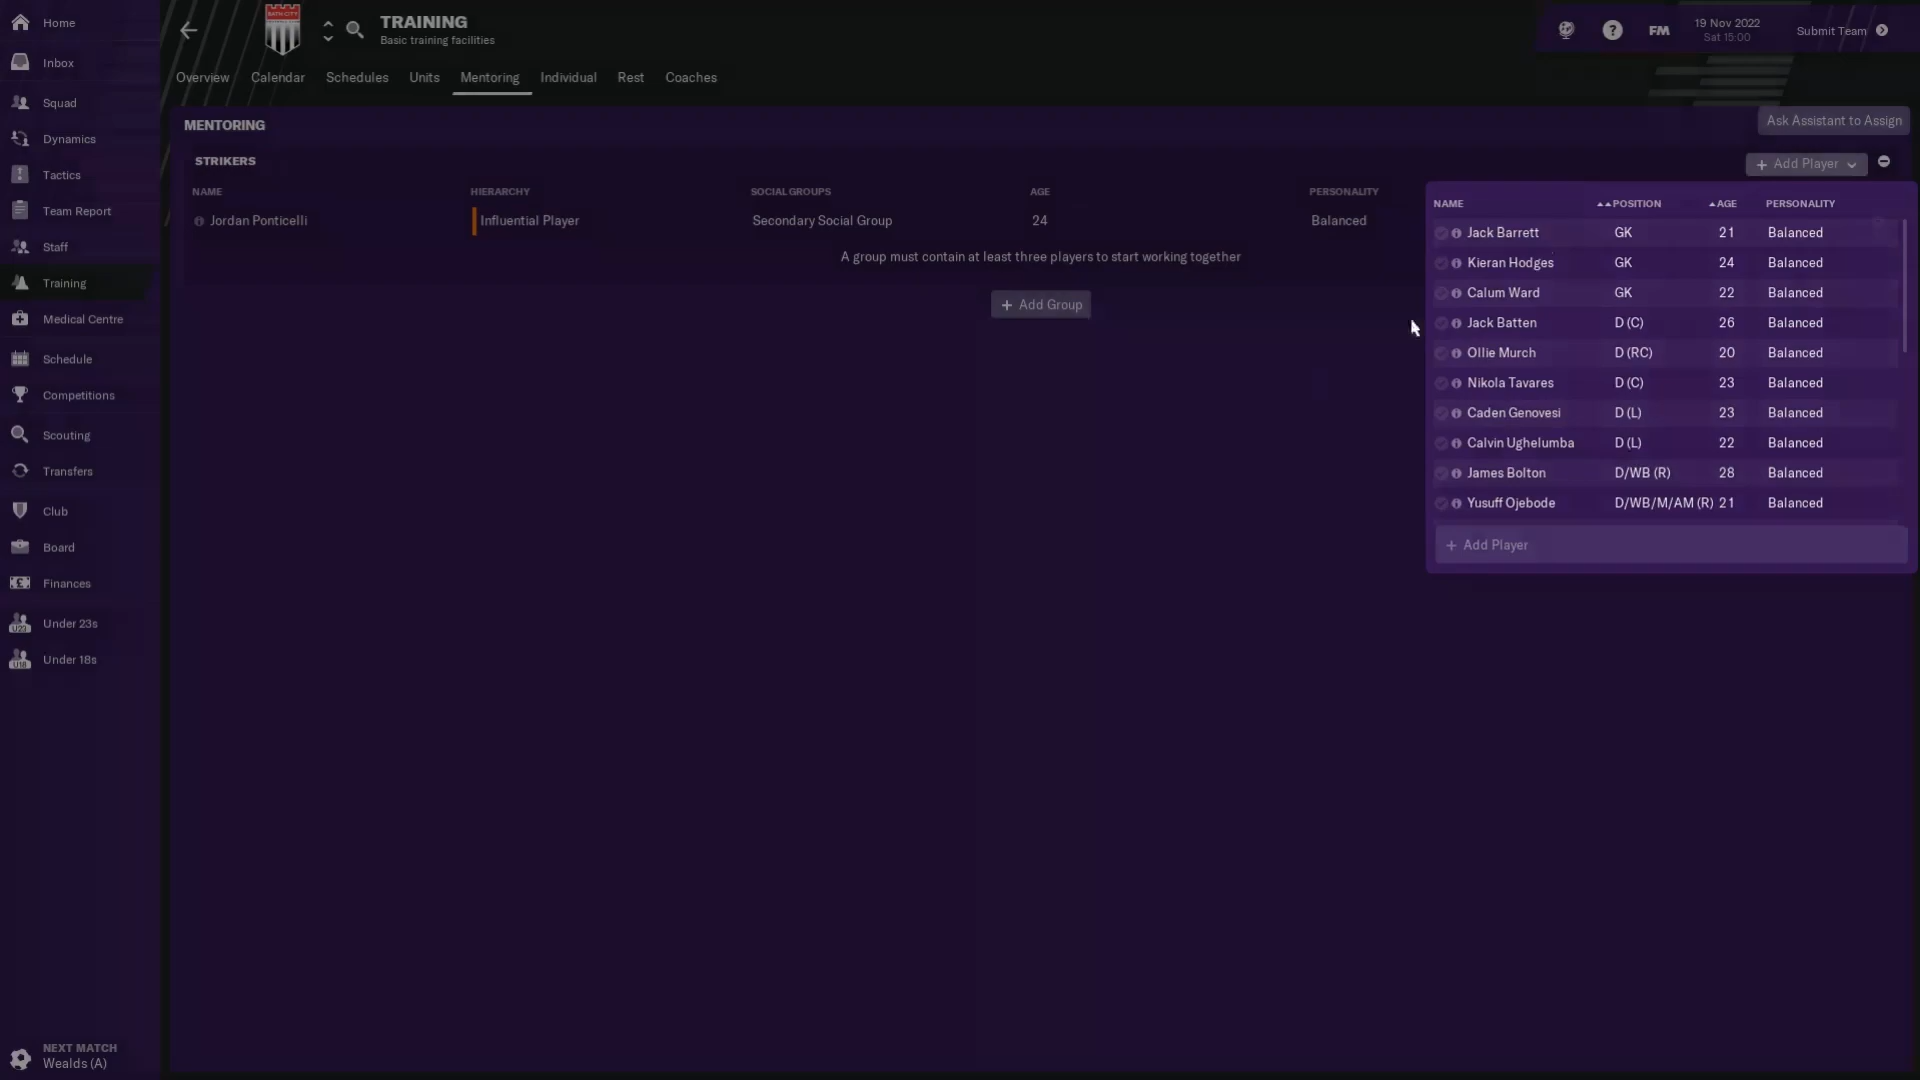 Home
Inbox
Squad
Dynamics
Tactics
Team Report
Staff
Training
Medical Centre
Schedule
Competitions
Scouting
Transfers
Club
Board
Finances
Under 23s
Under 18s
NEXT MATCH
Wealds (A)
BATH CITY
TRAINING
Basic training facilities
FM
19 Nov 2022
Sat 15:00
Submit Team
Overview Calendar Schedules Units Mentoring Individual Rest Coaches
MENTORING
Ask Assistant to Assign
STRIKERS
+ Add Player
NAME HIERARCHY SOCIAL GROUPS AGE PERSONALITY
Jordan Ponticelli Influential Player Secondary Social Group 24 Balanced
A group must contain at least three players to start working together
+ Add Group
NAME POSITION AGE PERSONALITY
Jack Barrett GK 21 Balanced
Kieran Hodges GK 24 Balanced
Calum Ward GK 22 Balanced
Jack Batten D (C) 26 Balanced
Ollie Murch D (RC) 20 Balanced
Nikola Tavares D (C) 23 Balanced
Caden Genovesi D (L) 23 Balanced
Calvin Ughelumba D (L) 22 Balanced
James Bolton D/WB (R) 28 Balanced
Yusuff Ojebode D/WB/M/AM (R) 21 Balanced
+ Add Player